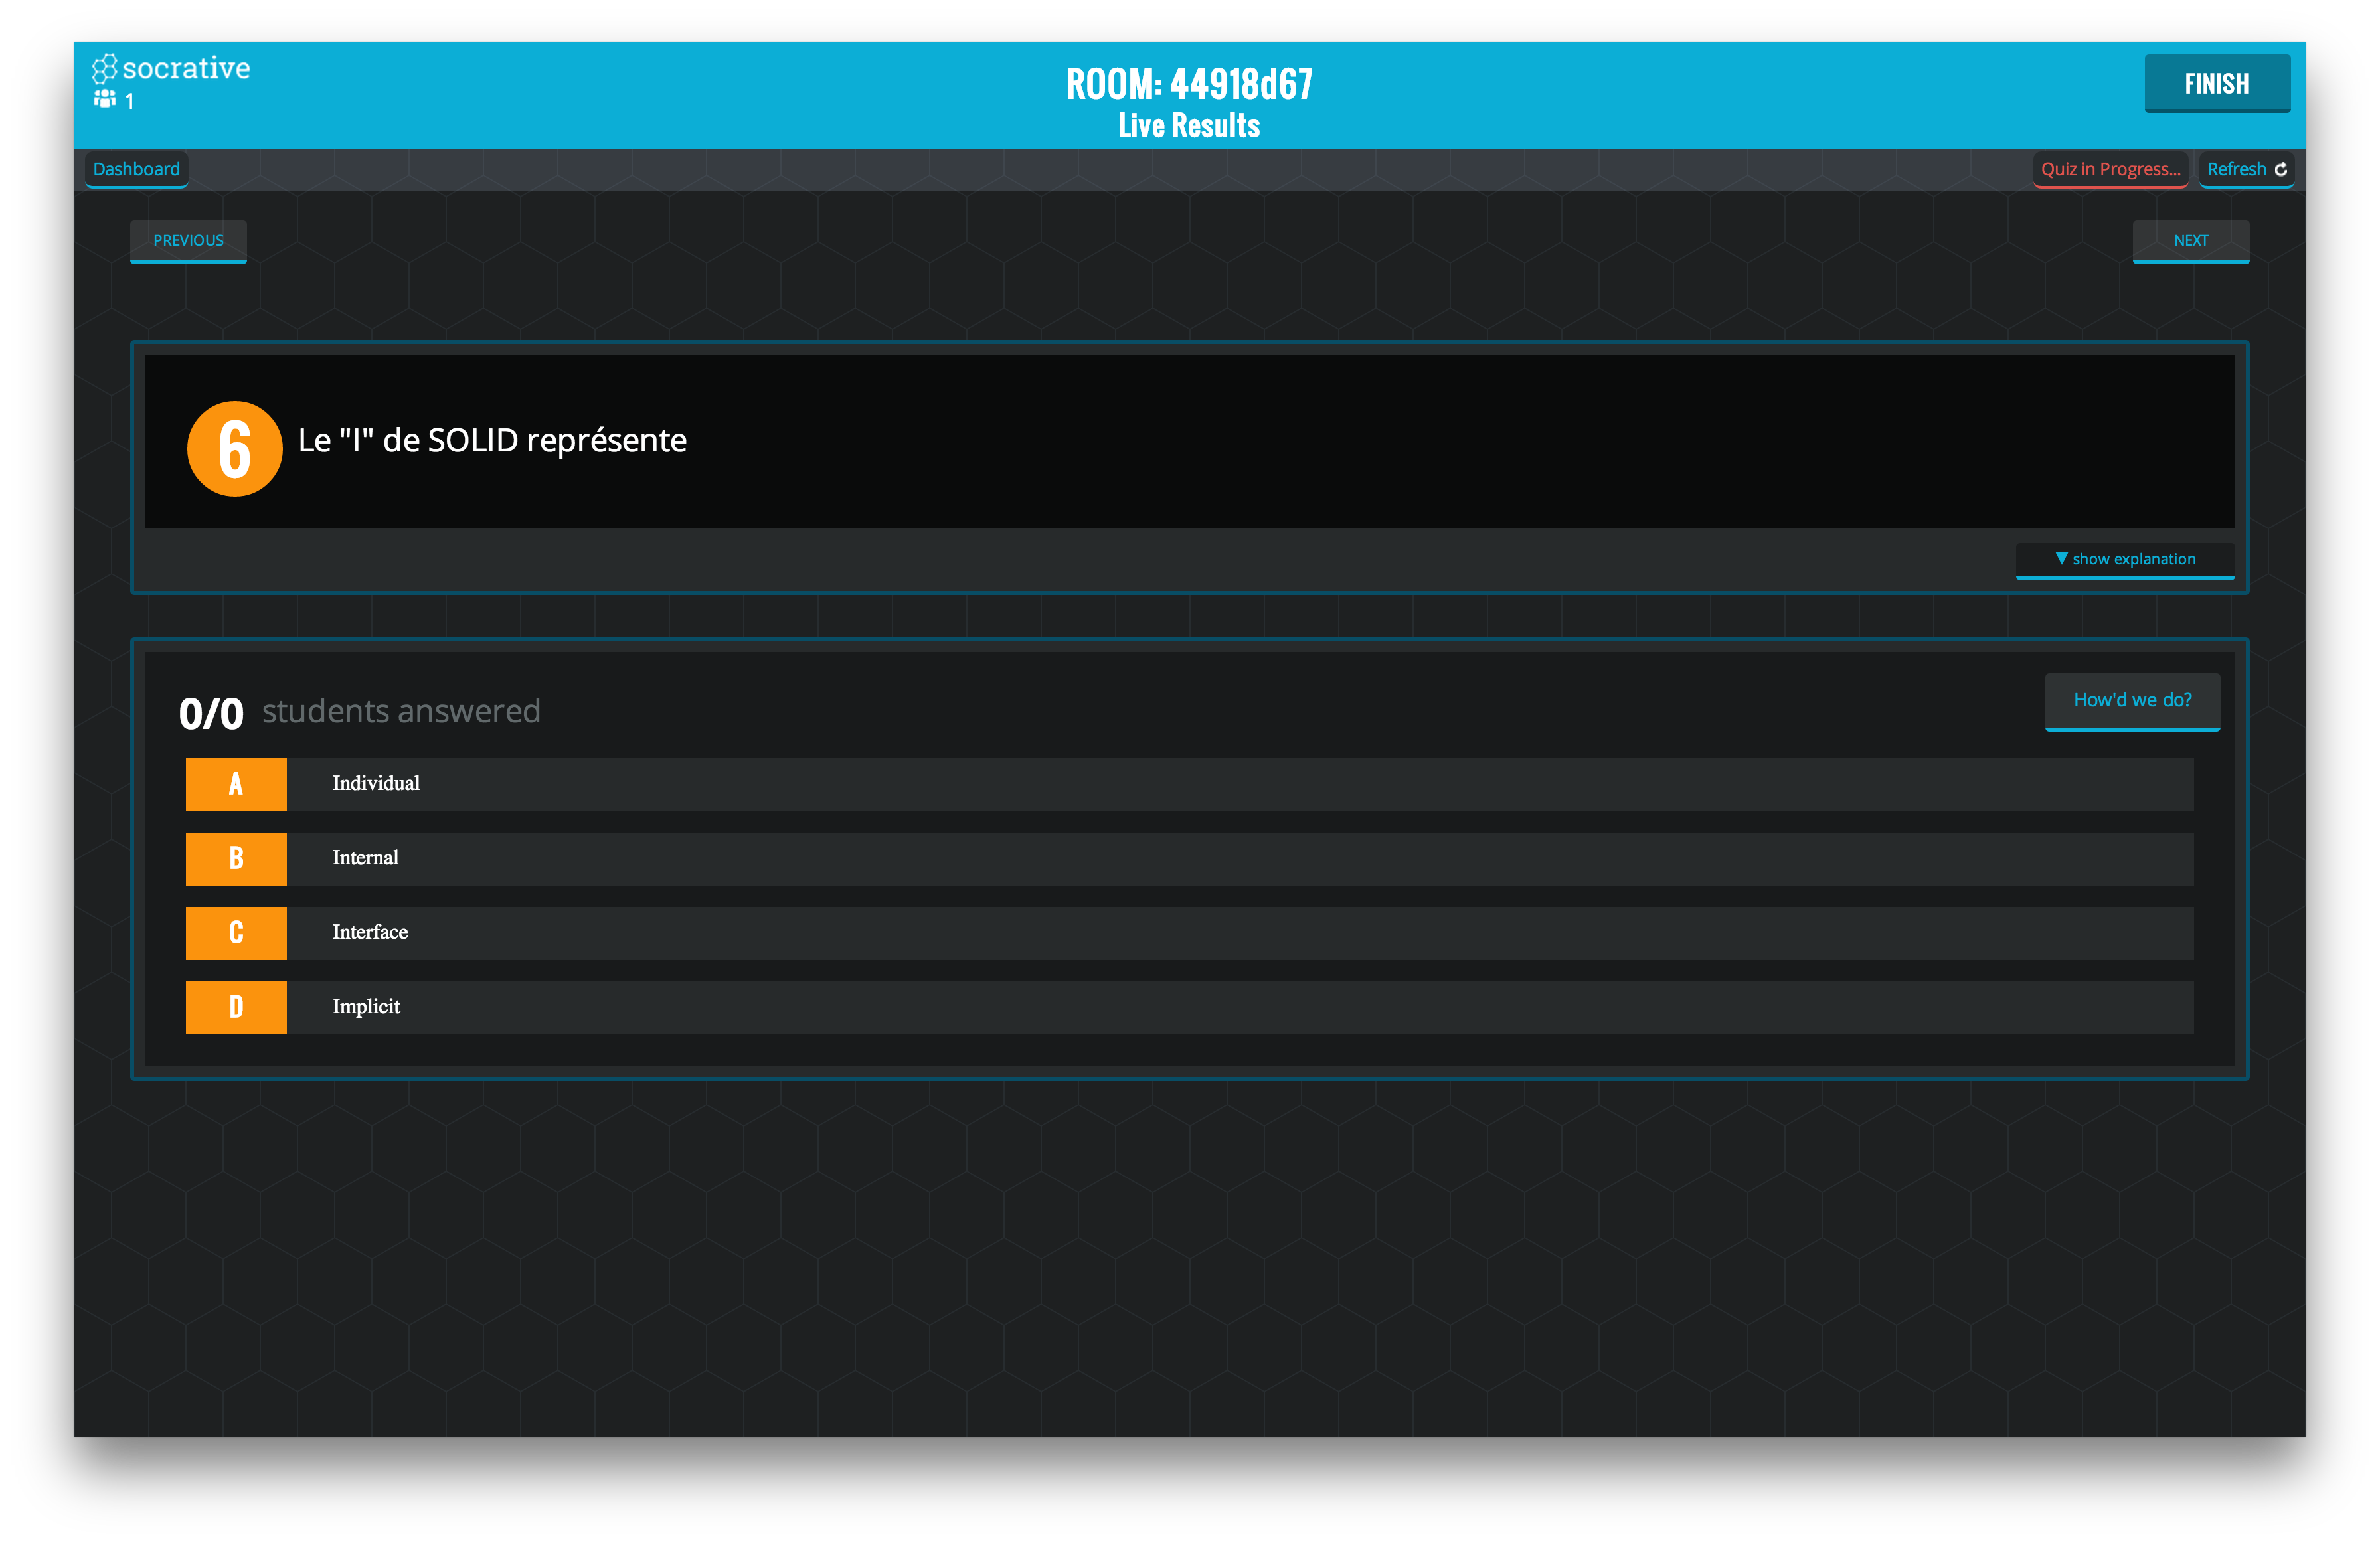 socrative
1
ROOM: 44918d67
Live Results
FINISH
Dashboard
Quiz in Progress...
Refresh
PREVIOUS
NEXT
6
Le "I" de SOLID représente
▼ show explanation
0/0 students answered
How'd we do?
A Individual
B Internal
C Interface
D Implicit